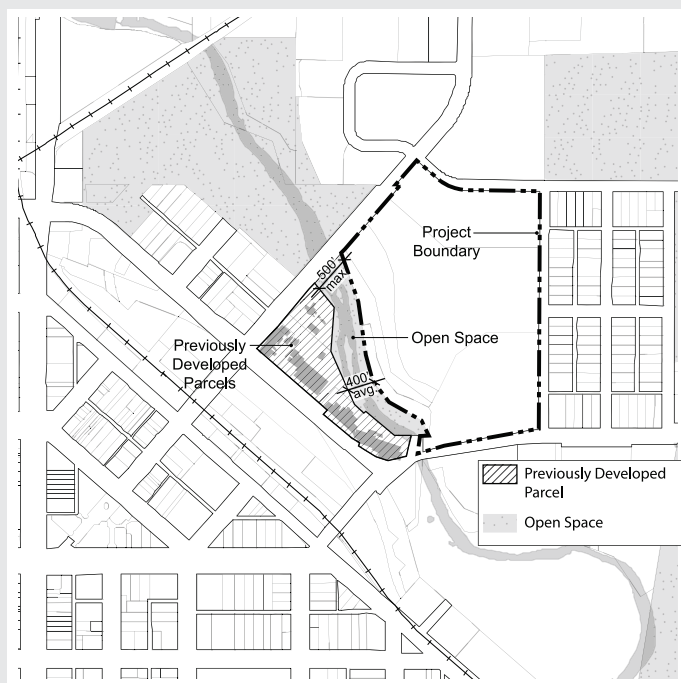 Project
Boundary
500'
max
Open Space
Previously
Developed
Parcels
400'
avg
Previously Developed
Parcel
Open Space